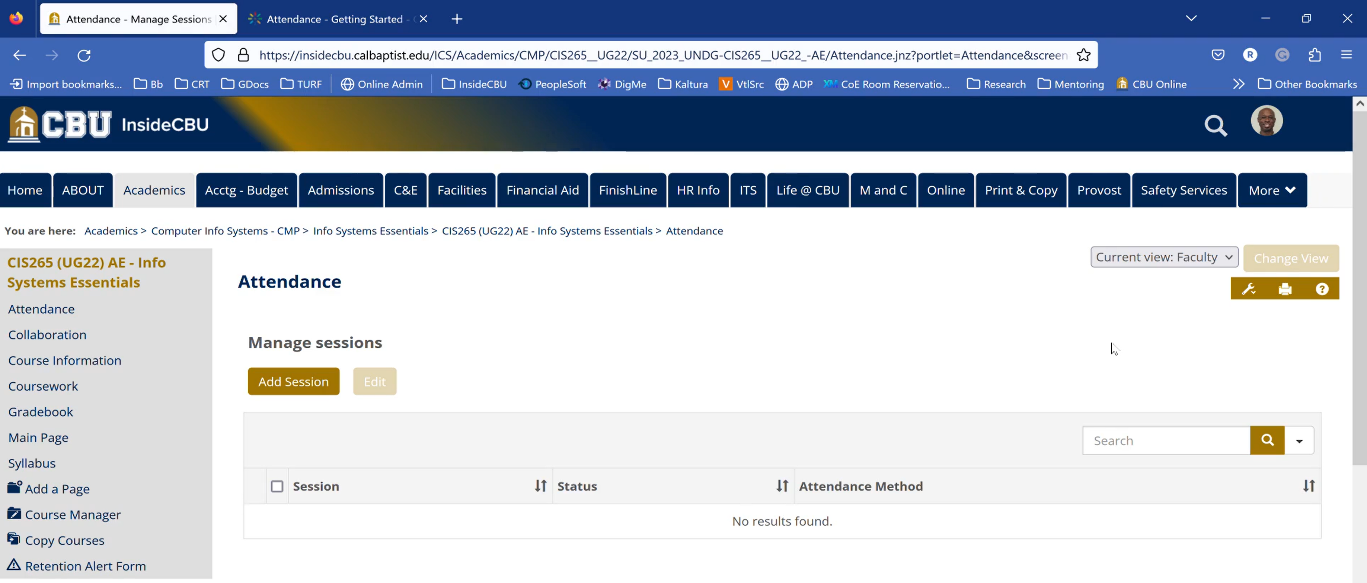 Attendance - Manage Sessions
Attendance - Getting Started -
https://insidecbu.calbaptist.edu/ICS/Academics/CMP/CIS265__UG22/SU_2023_UNDG-CIS265__UG22_-AE/Attendance.jnz?portlet=Attendance&screen
R
Import bookmarks... Bb CRT GDocs TURF Online Admin InsideCBU PeopleSoft DigMe Kaltura V VtlSrc ADP CoE Room Reservatio... Research Mentoring CBU Online Other Bookmarks
CBU InsideCBU
Home ABOUT Academics Acctg - Budget Admissions C&E Facilities Financial Aid FinishLine HR Info ITS Life @ CBU M and C Online Print & Copy Provost Safety Services More
You are here: Academics > Computer Info Systems - CMP > Info Systems Essentials > CIS265 (UG22) AE - Info Systems Essentials > Attendance
Current view: Faculty Change View
CIS265 (UG22) AE - Info
Systems Essentials
Attendance
Collaboration
Course Information
Coursework
Gradebook
Main Page
Syllabus
Add a Page
Course Manager
Copy Courses
Retention Alert Form
Attendance
Manage sessions
Add Session Edit
Search
Session Status Attendance Method
No results found.